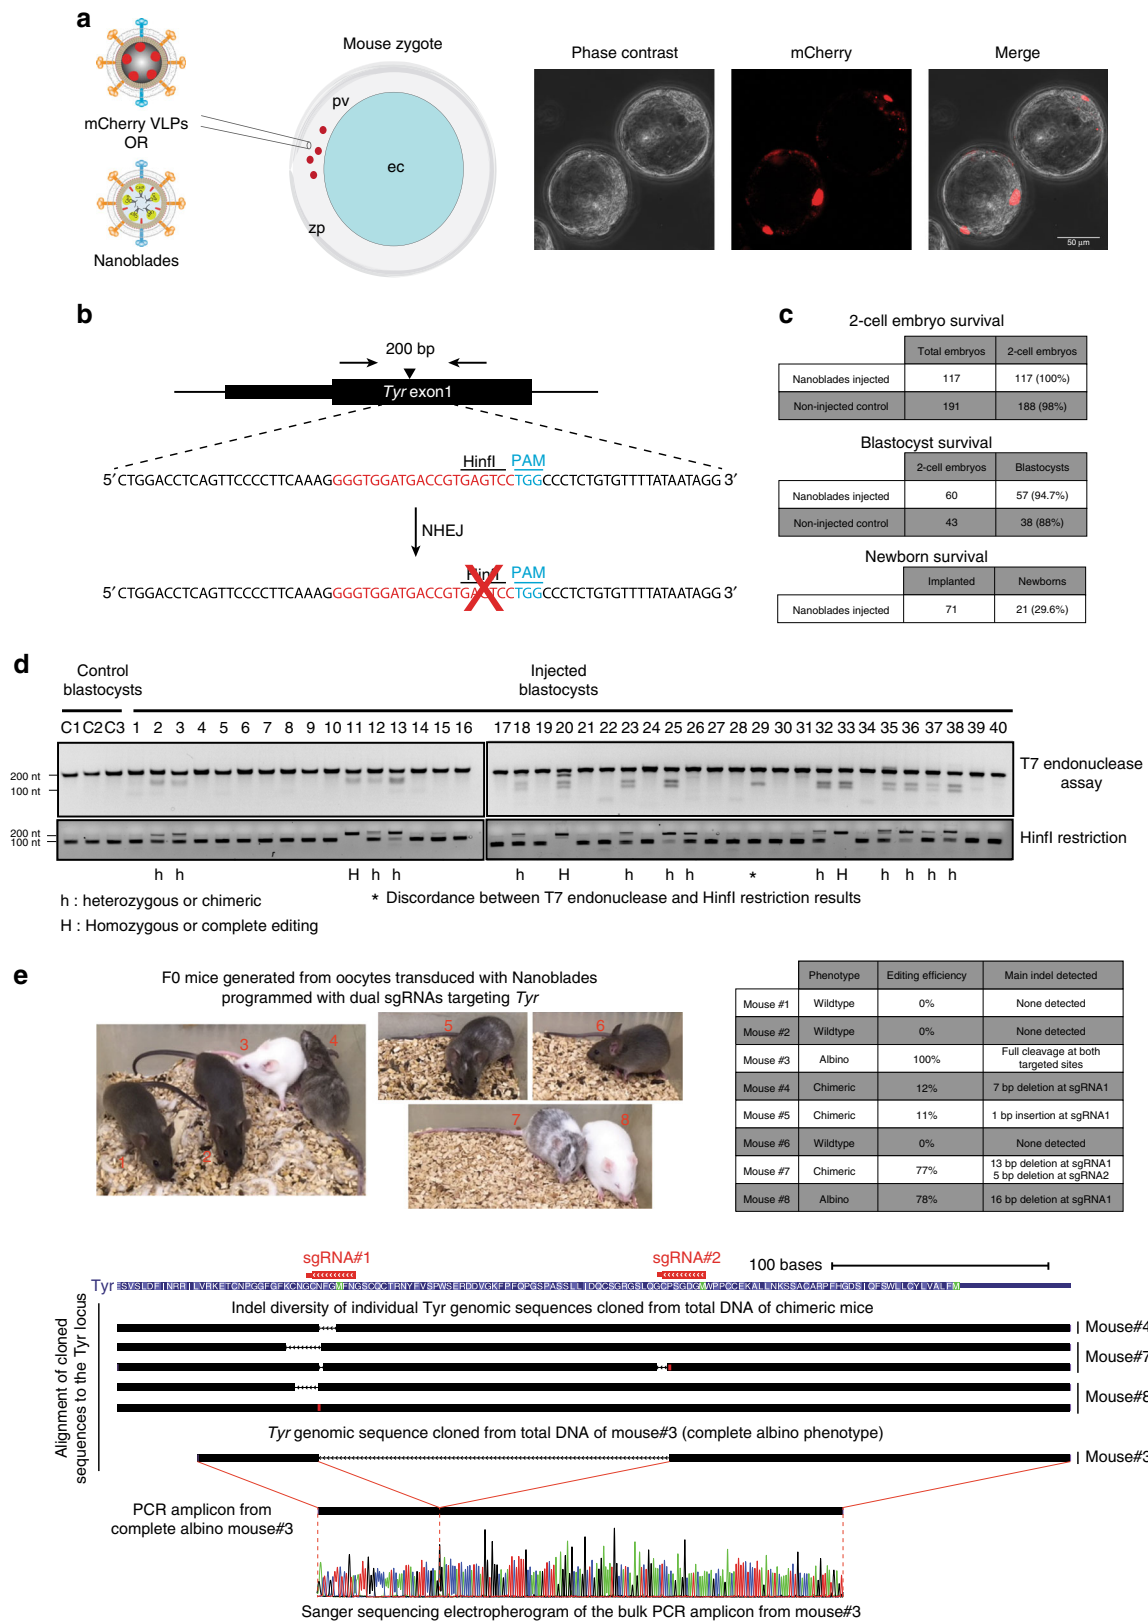 a
mCherry VLPs
OR
Nanoblades
Mouse zygote
pv
ec
zp
Phase contrast
mCherry
Merge
50 µm
b
200 bp
Tyr exon1
HinfI
PAM
5′CTGGACCTCAGTTCCCCTTCAAAGGGGTGGATGACCGTGAGTCCTGGCCCTCTGTGTTTTATAATAGG 3′
NHEJ
HinfI
PAM
5′CTGGACCTCAGTTCCCCTTCAAAGGGGTGGATGACCGTGAGTCCTGGCCCTCTGTGTTTTATAATAGG 3′
c
2-cell embryo survival
Total embryos 2-cell embryos
Nanoblades injected 117 117 (100%)
Non-injected control 191 188 (98%)
Blastocyst survival
2-cell embryos Blastocysts
Nanoblades injected 60 57 (94.7%)
Non-injected control 43 38 (88%)
Newborn survival
Implanted Newborns
Nanoblades injected 71 21 (29.6%)
d
Control
blastocysts
Injected
blastocysts
C1 C2 C3 1 2 3 4 5 6 7 8 9 10 11 12 13 14 15 16 17 18 19 20 21 22 23 24 25 26 27 28 29 30 31 32 33 34 35 36 37 38 39 40
200 nt
100 nt
T7 endonuclease
assay
200 nt
100 nt
HinfI restriction
h h H h h h H h h h * h H h h h h
h : heterozygous or chimeric
* Discordance between T7 endonuclease and HinfI restriction results
H : Homozygous or complete editing
e
F0 mice generated from oocytes transduced with Nanoblades
programmed with dual sgRNAs targeting Tyr
1
2
3
4
5
6
7
8
Phenotype Editing efficiency Main indel detected
Mouse #1 Wildtype 0% None detected
Mouse #2 Wildtype 0% None detected
Mouse #3 Albino 100% Full cleavage at both targeted sites
Mouse #4 Chimeric 12% 7 bp deletion at sgRNA1
Mouse #5 Chimeric 11% 1 bp insertion at sgRNA1
Mouse #6 Wildtype 0% None detected
Mouse #7 Chimeric 77% 13 bp deletion at sgRNA1 5 bp deletion at sgRNA2
Mouse #8 Albino 78% 16 bp deletion at sgRNA1
sgRNA#1
sgRNA#2
100 bases
Tyr
Indel diversity of individual Tyr genomic sequences cloned from total DNA of chimeric mice
Alignment of cloned
sequences to the Tyr locus
Mouse#4
Mouse#7
Mouse#8
Tyr genomic sequence cloned from total DNA of mouse#3 (complete albino phenotype)
Mouse#3
PCR amplicon from
complete albino mouse#3
Sanger sequencing electropherogram of the bulk PCR amplicon from mouse#3